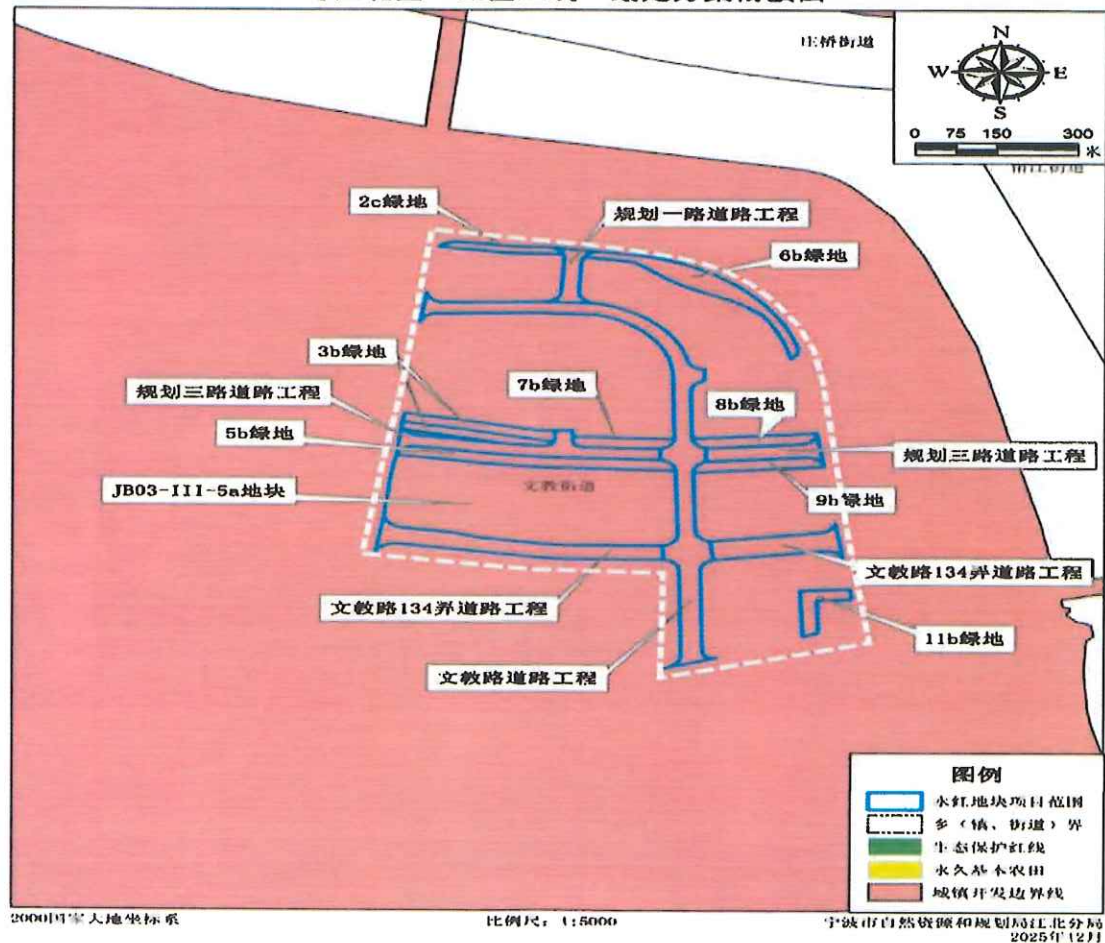 庄桥街道
N
W E
S
0 75 150 300
米
2c绿地
规划一路道路工程
6b绿地
3b绿地
7b绿地
规划三路道路工程
8b绿地
5b绿地
规划三路道路工程
JB03-III-5a地块
文教街道
9b绿地
文教路134弄道路工程
文教路134弄道路工程
11b绿地
文教路道路工程
图例
永红地块项目范围
乡（镇、街道）界
生态保护红线
永久基本农田
城镇开发边界线
2000国家大地坐标系
比例尺：1:5000
宁波市自然资源和规划局江北分局
2025年12月